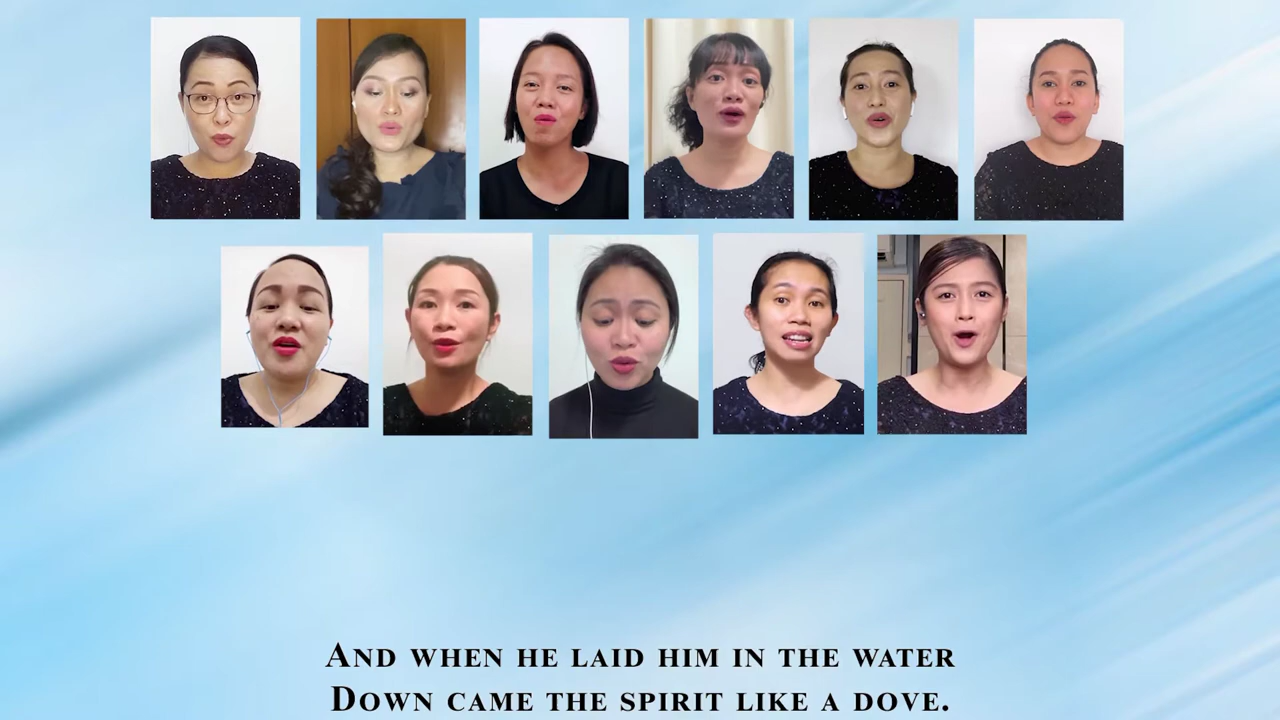 And when he laid him in the water
Down came the spirit like a dove.